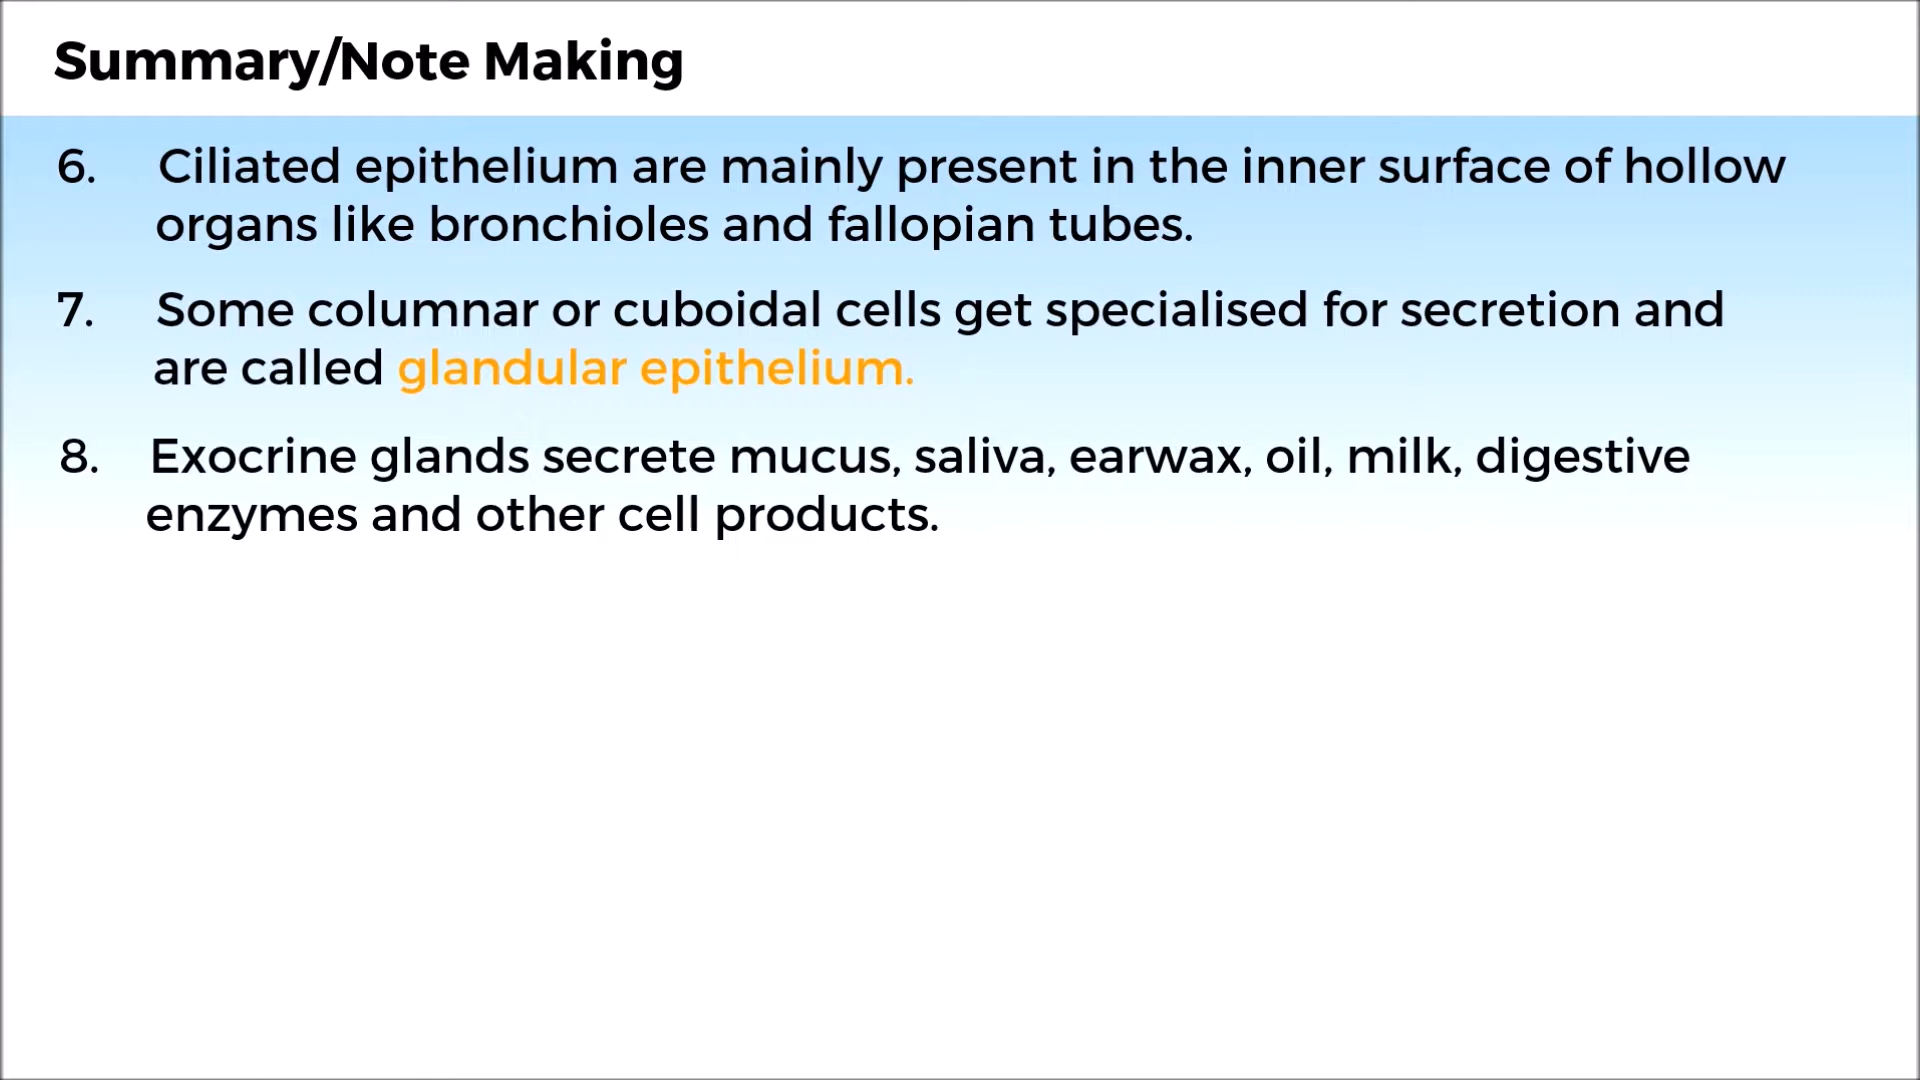 Summary/Note Making
6. Ciliated epithelium are mainly present in the inner surface of hollow
organs like bronchioles and fallopian tubes.
7. Some columnar or cuboidal cells get specialised for secretion and
are called glandular epithelium.
8. Exocrine glands secrete mucus, saliva, earwax, oil, milk, digestive
enzymes and other cell products.